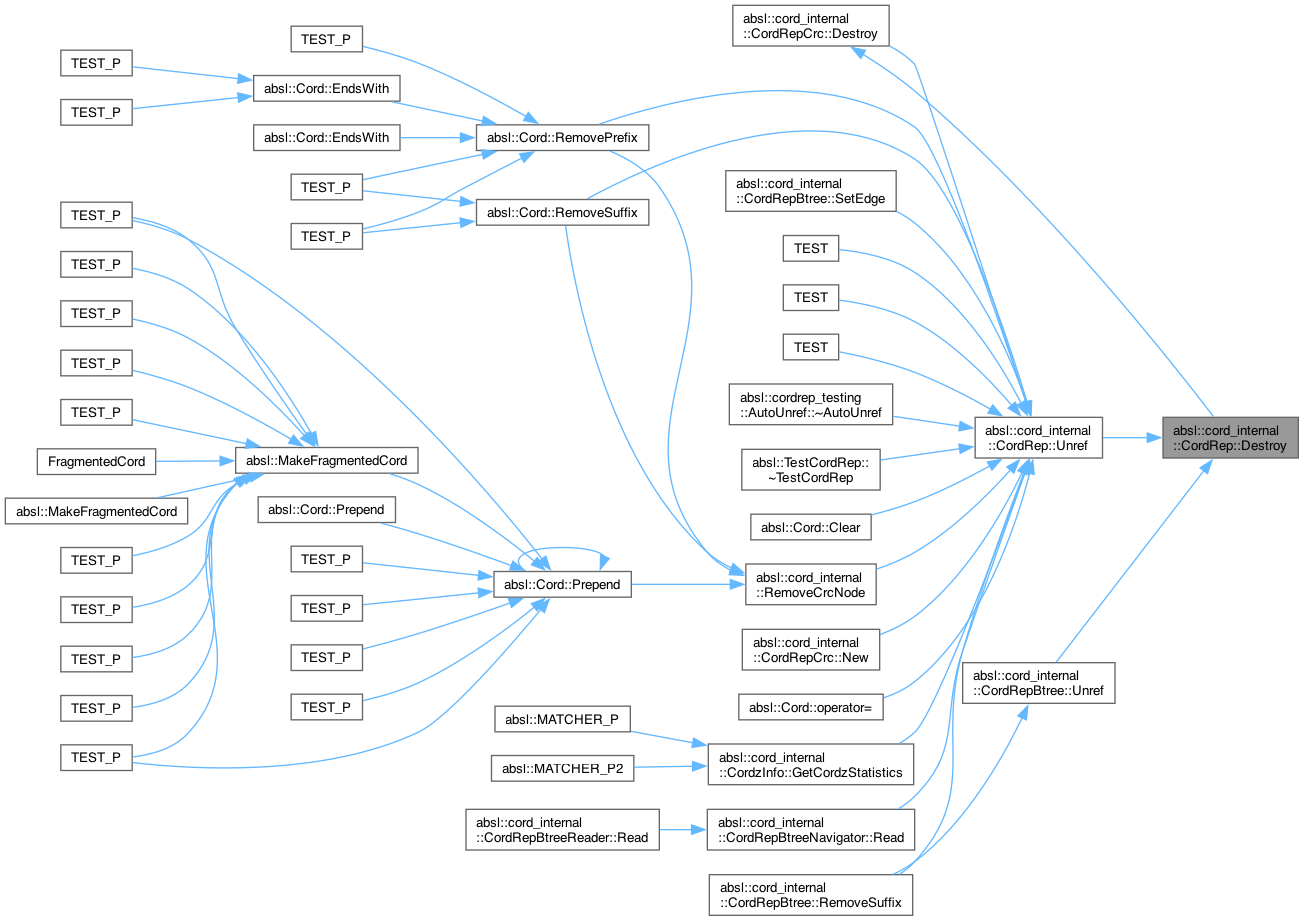 absl::cord_internal
::CordRepCrc::Destroy
TEST_P
TEST_P
absl::Cord::EndsWith
TEST_P
absl::Cord::EndsWith
absl::Cord::RemovePrefix
TEST_P
absl::cord_internal
::CordRepBtree::SetEdge
TEST_P
absl::Cord::RemoveSuffix
TEST_P
TEST
TEST_P
TEST_P
TEST
TEST_P
TEST
TEST_P
absl::cordrep_testing
::AutoUnref::~AutoUnref
TEST_P
absl::cord_internal
::CordRep::Unref
absl::cord_internal
::CordRep::Destroy
FragmentedCord
absl::MakeFragmentedCord
absl::TestCordRep::
~TestCordRep
absl::MakeFragmentedCord
absl::Cord::Prepend
absl::Cord::Clear
TEST_P
TEST_P
absl::Cord::Prepend
absl::cord_internal
::RemoveCrcNode
TEST_P
TEST_P
TEST_P
TEST_P
absl::cord_internal
::CordRepCrc::New
absl::cord_internal
::CordRepBtree::Unref
TEST_P
TEST_P
absl::Cord::operator=
absl::MATCHER_P
TEST_P
absl::MATCHER_P2
absl::cord_internal
::CordzInfo::GetCordzStatistics
absl::cord_internal
::CordRepBtreeReader::Read
absl::cord_internal
::CordRepBtreeNavigator::Read
absl::cord_internal
::CordRepBtree::RemoveSuffix